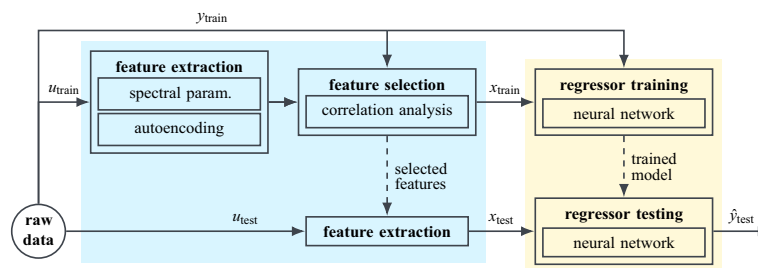 y_train
feature extraction
u_train
spectral param.
autoencoding
feature selection
correlation analysis
x_train
regressor training
neural network
selected
features
trained
model
raw
data
u_test
feature extraction
x_test
regressor testing
neural network
ŷ_test